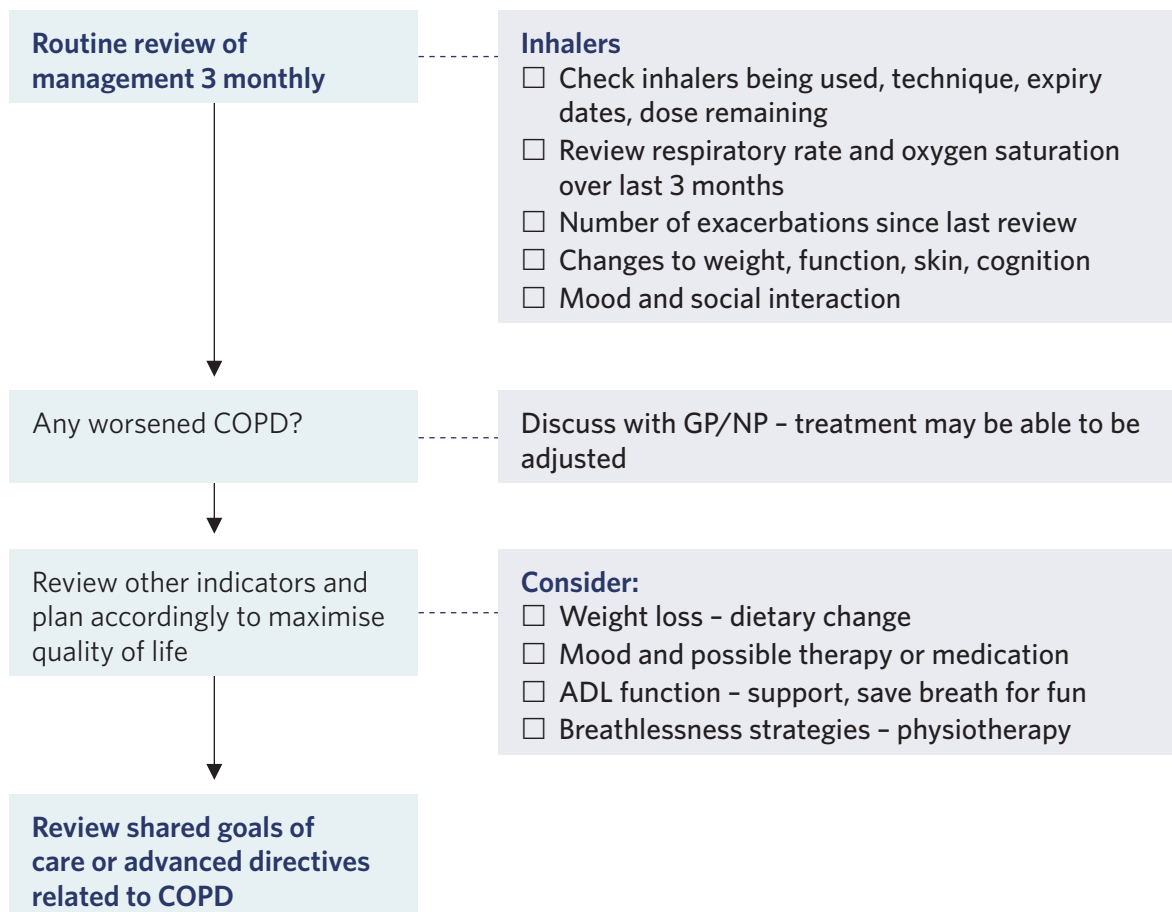 Routine review of
management 3 monthly
Inhalers
☐ Check inhalers being used, technique, expiry
dates, dose remaining
☐ Review respiratory rate and oxygen saturation
over last 3 months
☐ Number of exacerbations since last review
☐ Changes to weight, function, skin, cognition
☐ Mood and social interaction
Any worsened COPD?
Discuss with GP/NP – treatment may be able to be
adjusted
Review other indicators and
plan accordingly to maximise
quality of life
Consider:
☐ Weight loss – dietary change
☐ Mood and possible therapy or medication
☐ ADL function – support, save breath for fun
☐ Breathlessness strategies – physiotherapy
Review shared goals of
care or advanced directives
related to COPD